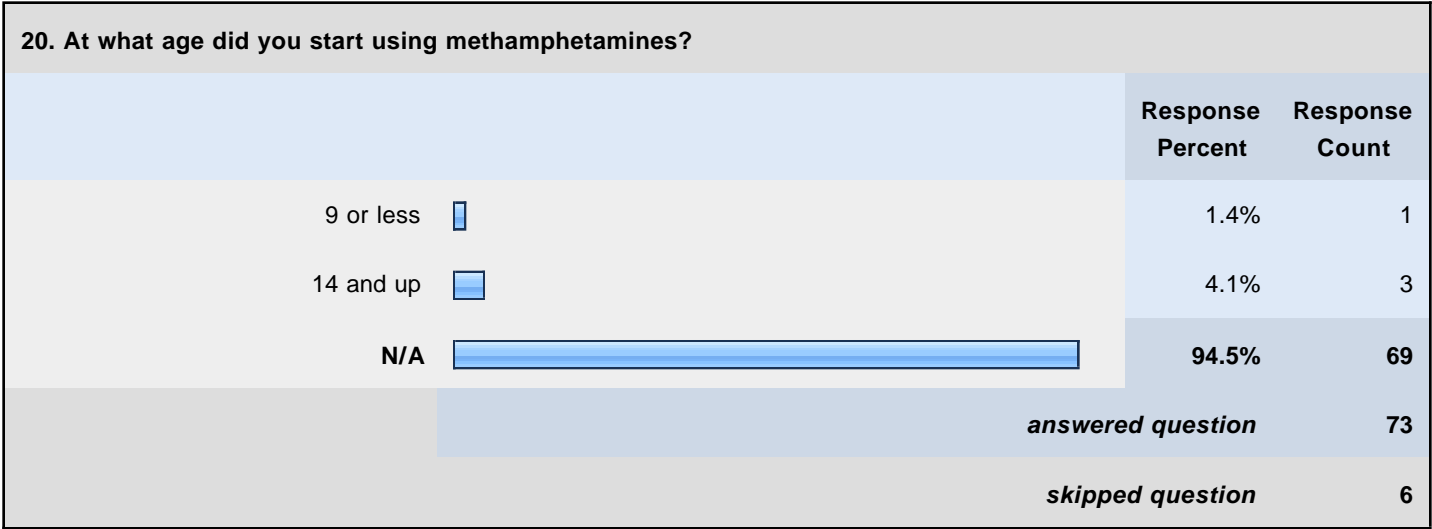 20. At what age did you start using methamphetamines?
Response Percent Response Count
9 or less 1.4% 1
14 and up 4.1% 3
N/A 94.5% 69
answered question 73
skipped question 6